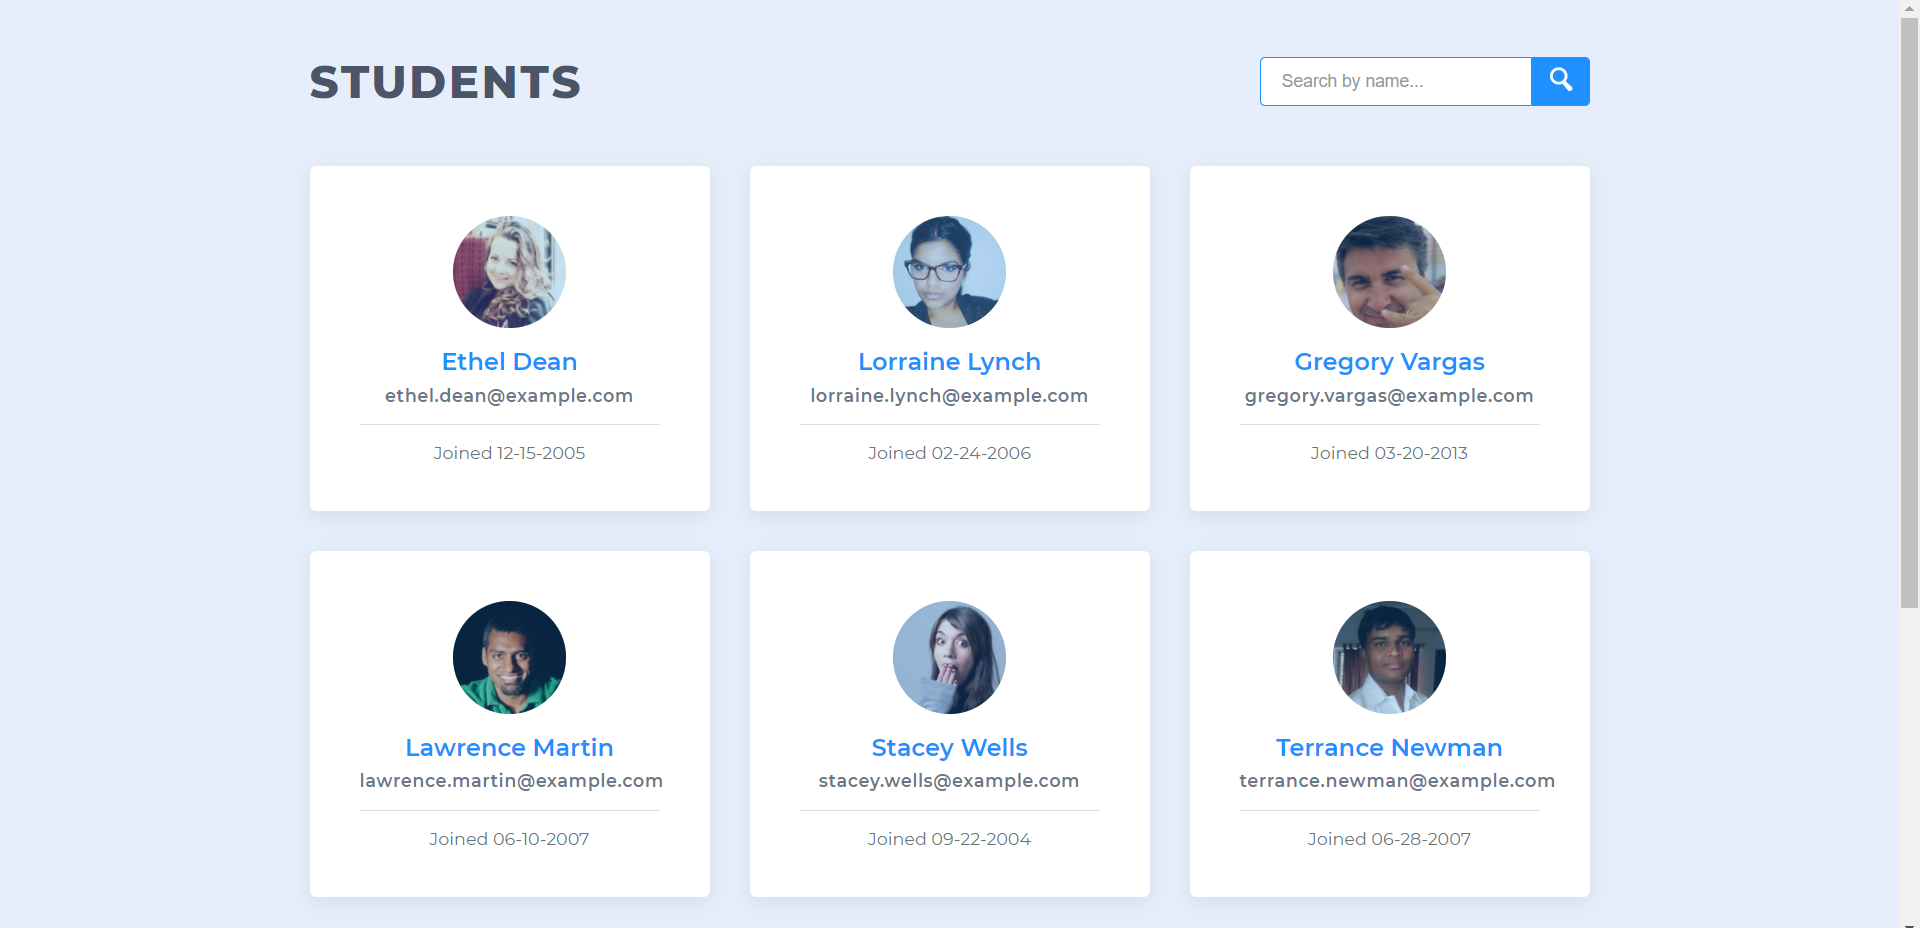 STUDENTS
Search by name...
Ethel Dean
ethel.dean@example.com
Joined 12-15-2005
Lorraine Lynch
lorraine.lynch@example.com
Joined 02-24-2006
Gregory Vargas
gregory.vargas@example.com
Joined 03-20-2013
Lawrence Martin
lawrence.martin@example.com
Joined 06-10-2007
Stacey Wells
stacey.wells@example.com
Joined 09-22-2004
Terrance Newman
terrance.newman@example.com
Joined 06-28-2007